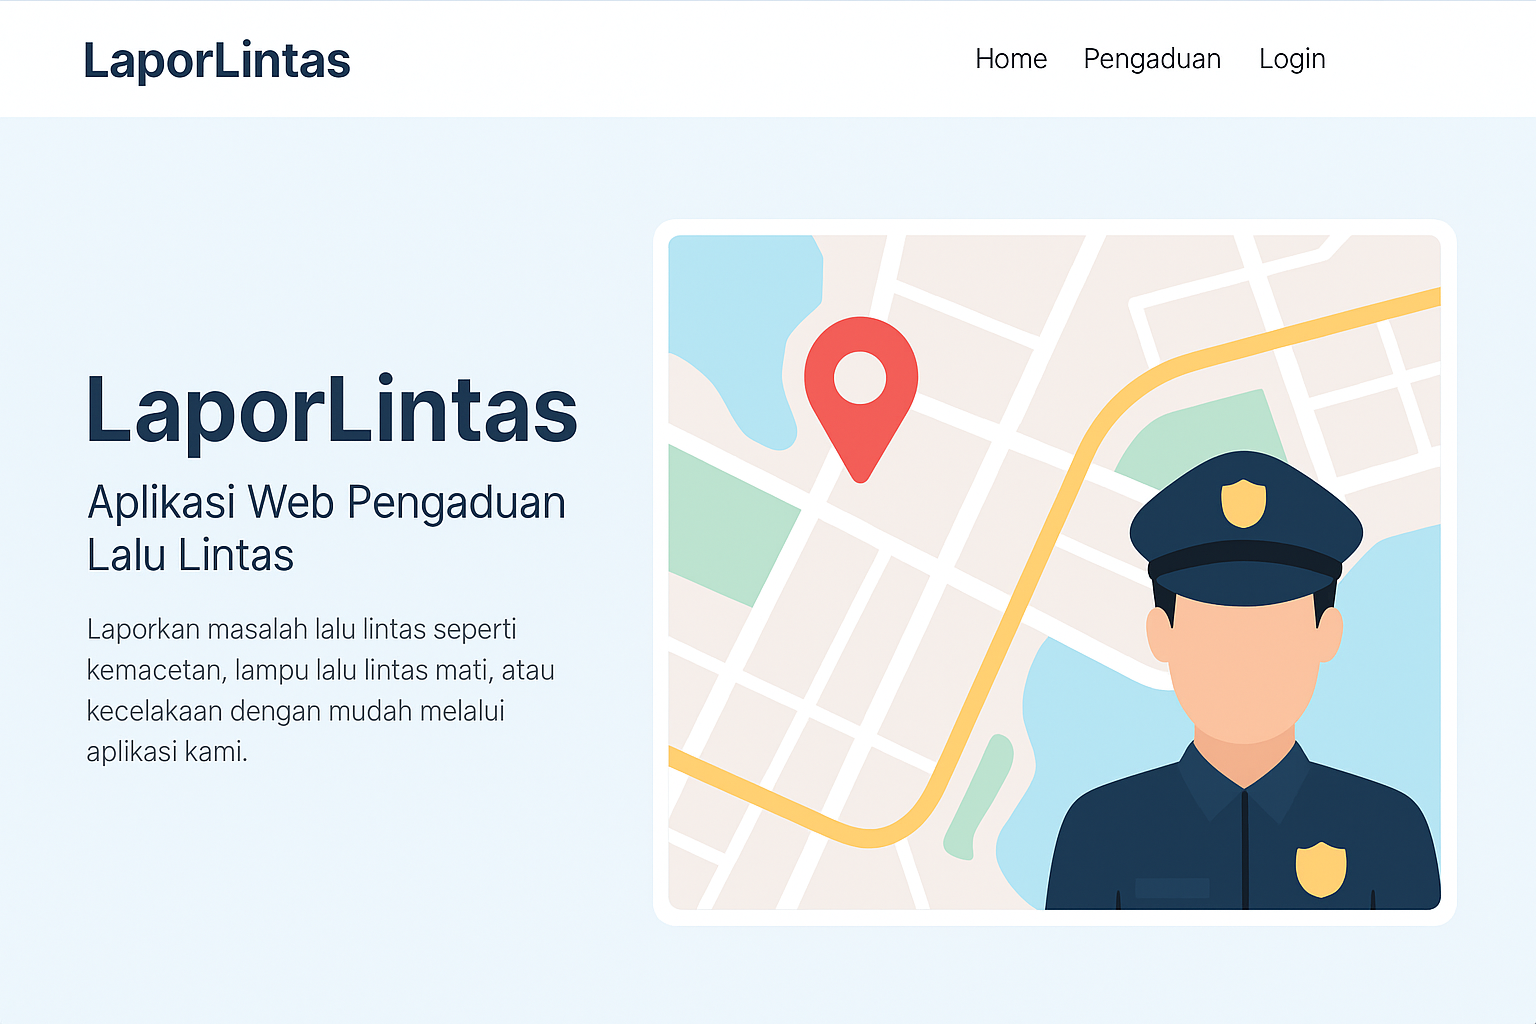 LaporLintas
Home Pengaduan Login
LaporLintas
Aplikasi Web Pengaduan
Lalu Lintas
Laporkan masalah lalu lintas seperti
kemacetan, lampu lalu lintas mati, atau
kecelakaan dengan mudah melalui
aplikasi kami.